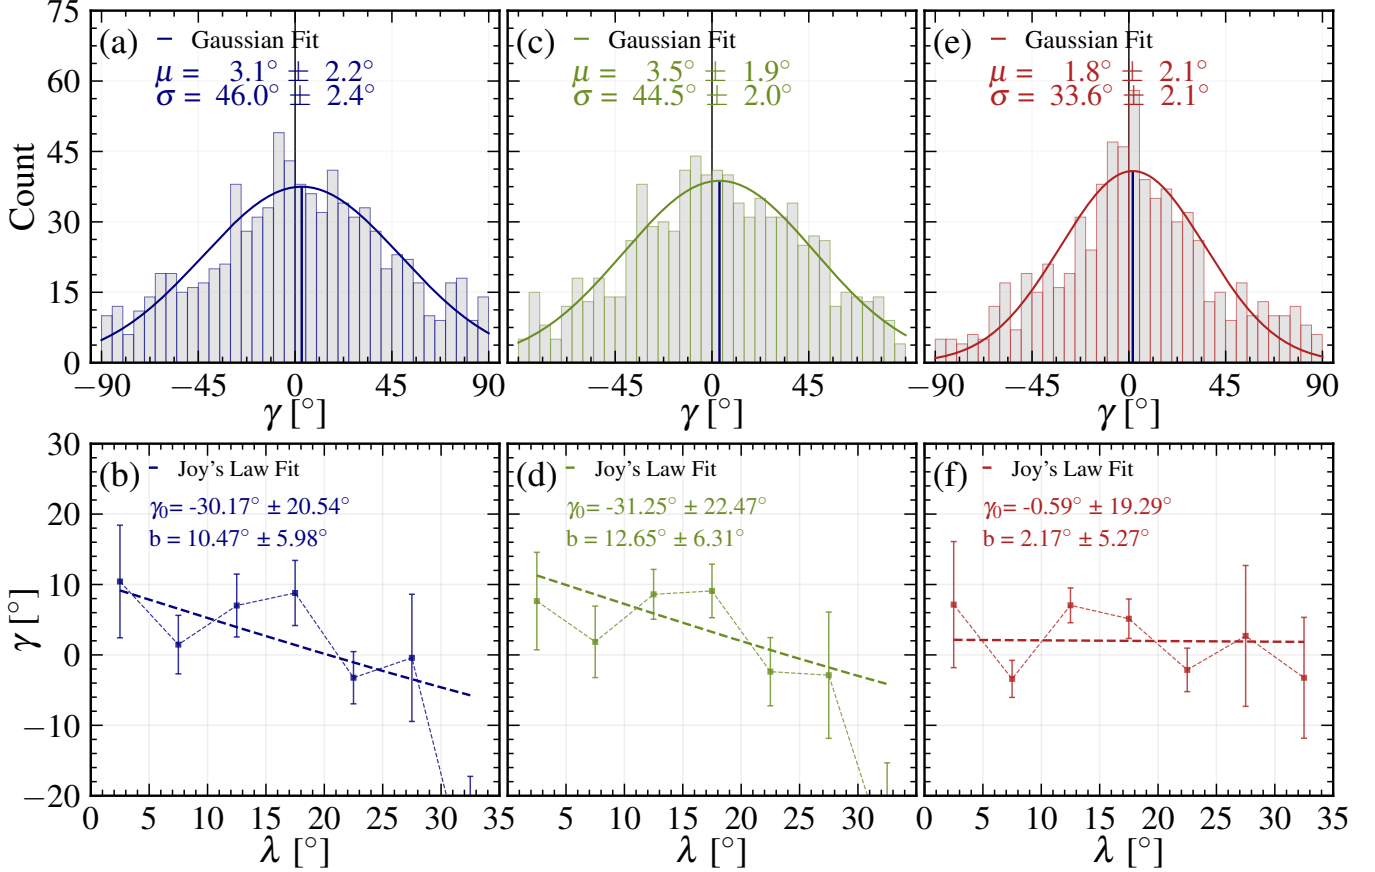 75
60
45
30
15
0
Count
(a)
Gaussian Fit
μ = 3.1° ± 2.2°
σ = 46.0° ± 2.4°
−90 −45 0 45 90
γ [°]
(c)
Gaussian Fit
μ = 3.5° ± 1.9°
σ = 44.5° ± 2.0°
−45 0 45
γ [°]
(e)
Gaussian Fit
μ = 1.8° ± 2.1°
σ = 33.6° ± 2.1°
−90 −45 0 45 90
γ [°]
30
20
10
0
−10
−20
γ [°]
(b)
Joy's Law Fit
γ₀= -30.17° ± 20.54°
b = 10.47° ± 5.98°
0 5 10 15 20 25 30
λ [°]
(d)
Joy's Law Fit
γ₀= -31.25° ± 22.47°
b = 12.65° ± 6.31°
0 5 10 15 20 25 30
λ [°]
(f)
Joy's Law Fit
γ₀= -0.59° ± 19.29°
b = 2.17° ± 5.27°
0 5 10 15 20 25 30 35
λ [°]